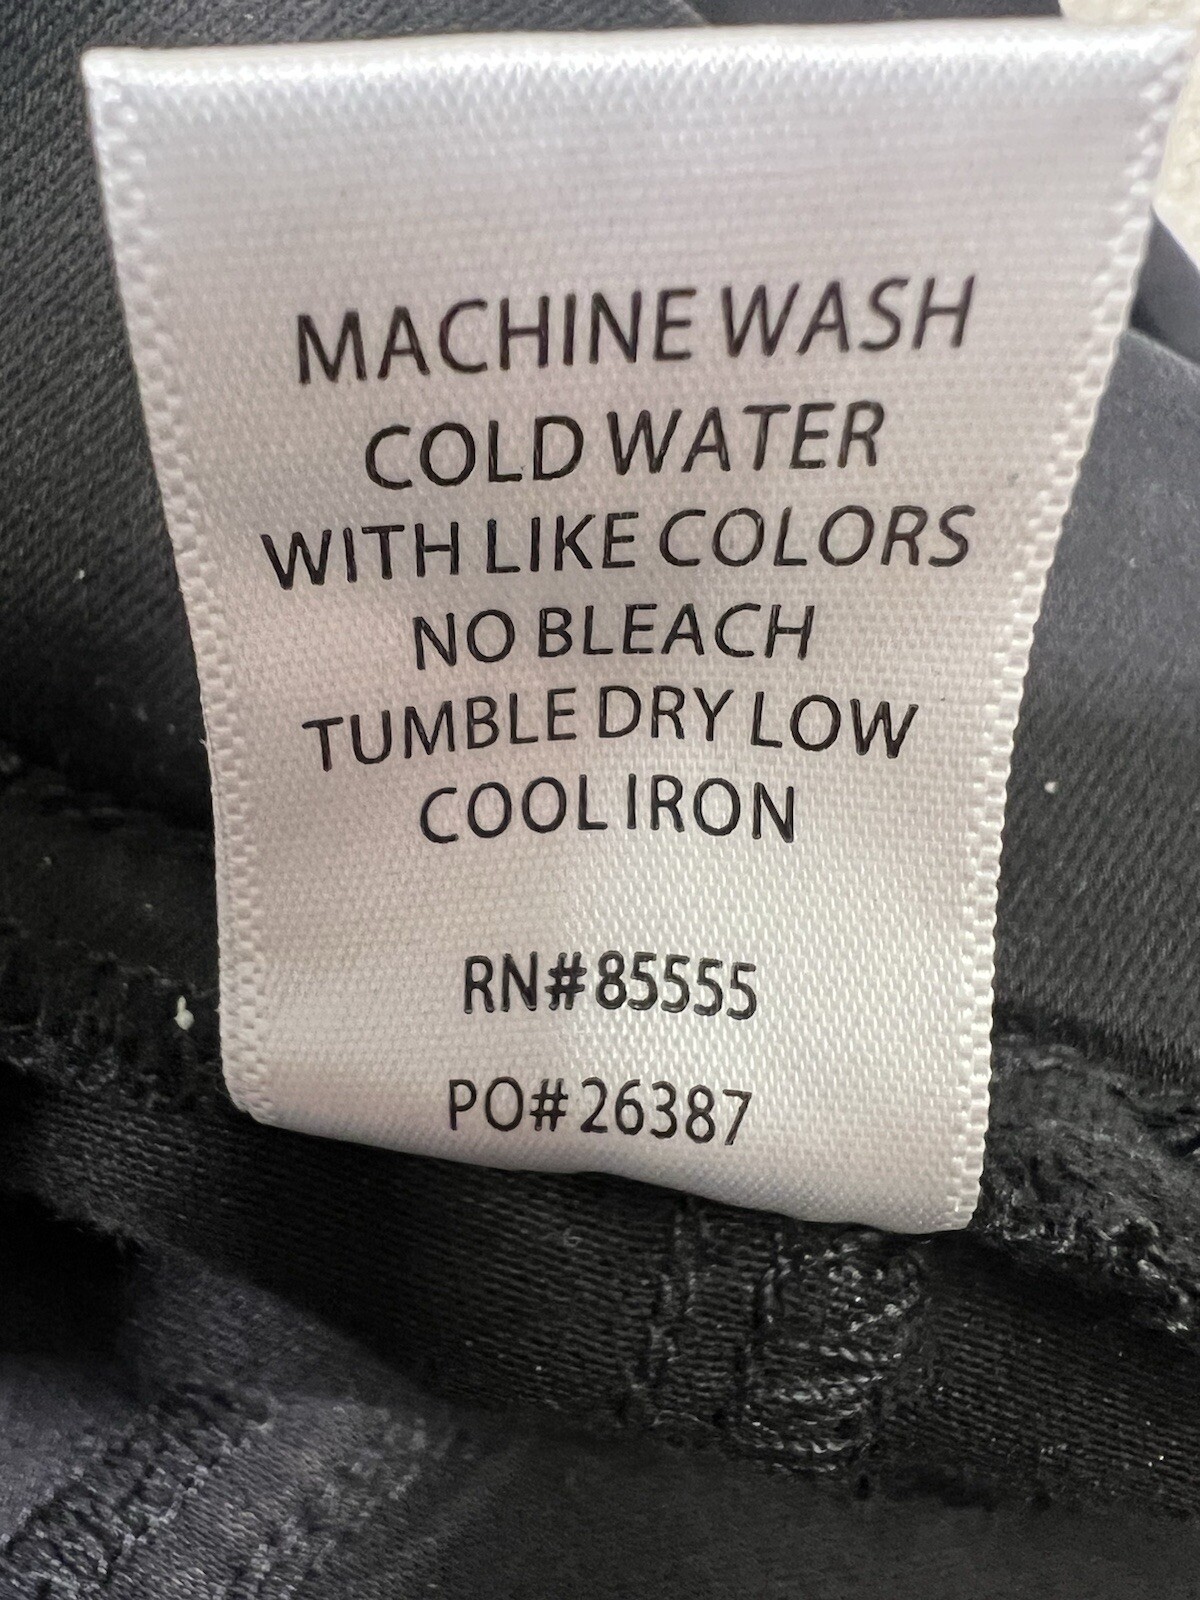 MACHINE WASH
COLD WATER
WITH LIKE COLORS
NO BLEACH
TUMBLE DRY LOW
COOL IRON
RN#85555
PO#26387